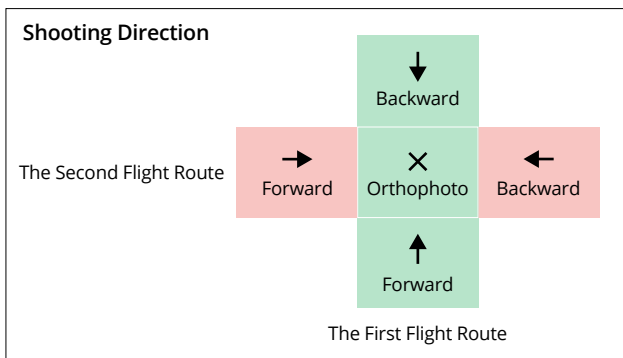 Shooting Direction
Backward
The Second Flight Route
Forward
Orthophoto
Backward
Forward
The First Flight Route